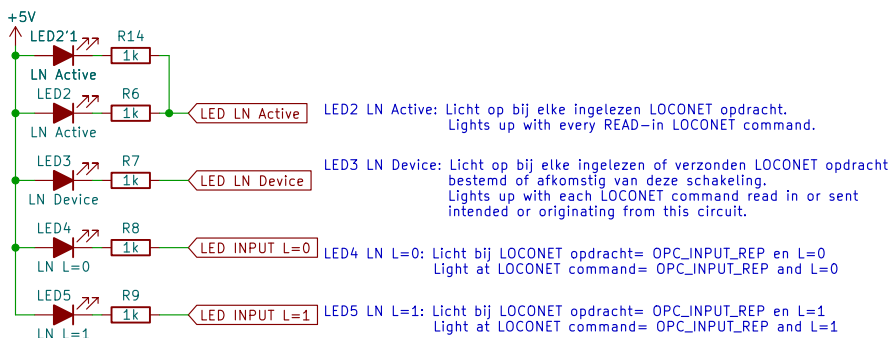 +5V
LED2'1
R14
1k
LN Active
LED2
R6
1k
LED LN Active
LN Active
LED2 LN Active: Licht op bij elke ingelezen LOCONET opdracht.
Lights up with every READ-in LOCONET command.
LED3
R7
1k
LED LN Device
LN Device
LED3 LN Device: Licht op bij elke ingelezen of verzonden LOCONET opdracht
bestemd of afkomstig van deze schakeling.
Lights up with each LOCONET command read in or sent
intended or originating from this circuit.
LED4
R8
1k
LED INPUT L=0
LN L=0
LED4 LN L=0: Licht bij LOCONET opdracht= OPC_INPUT_REP en L=0
Light at LOCONET command= OPC_INPUT_REP and L=0
LED5
R9
1k
LED INPUT L=1
LN L=1
LED5 LN L=1: Licht bij LOCONET opdracht= OPC_INPUT_REP en L=1
Light at LOCONET command= OPC_INPUT_REP and L=1